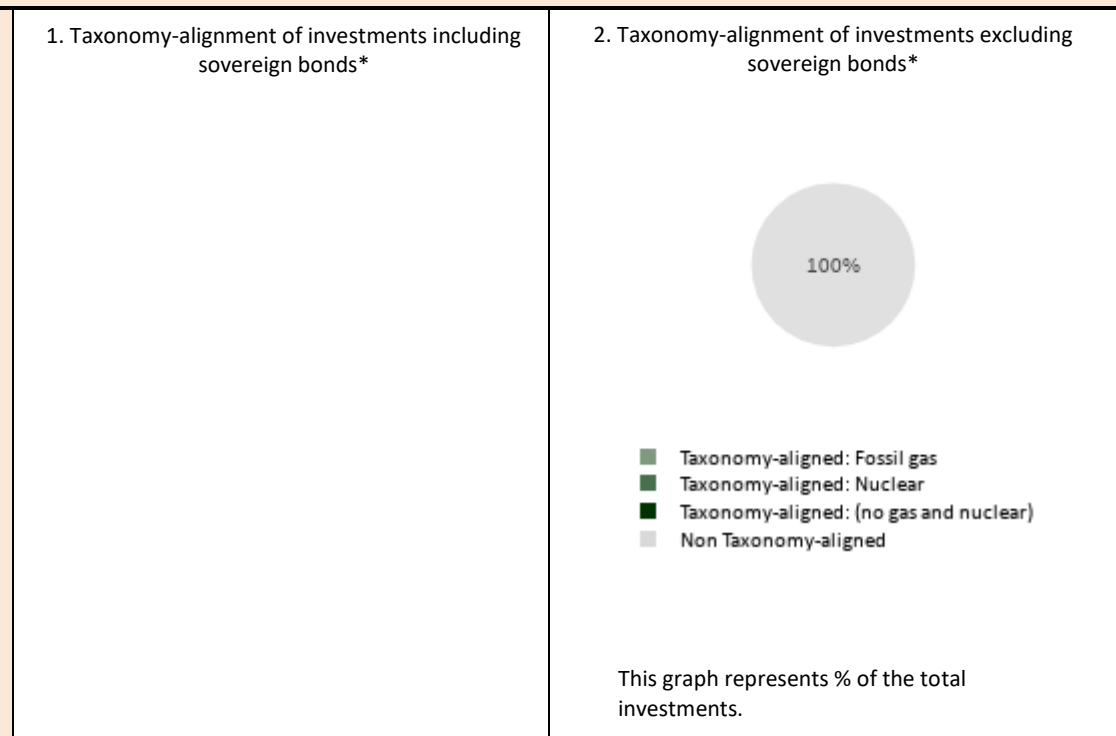 1. Taxonomy-alignment of investments including
sovereign bonds*
2. Taxonomy-alignment of investments excluding
sovereign bonds*
100%
Taxonomy-aligned: Fossil gas
Taxonomy-aligned: Nuclear
Taxonomy-aligned: (no gas and nuclear)
Non Taxonomy-aligned
This graph represents % of the total
investments.